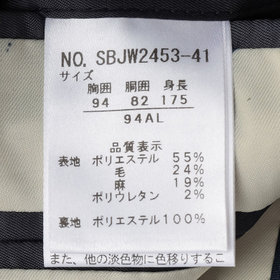 NO. SBJW2453-41
サイズ
胸囲 胴囲 身長
94 82 175
94AL
品質表示
表地 ポリエステル 55%
毛 24%
麻 19%
ポリウレタン 2%
裏地 ポリエステル 100%
また、他の淡色物に色移りするこ